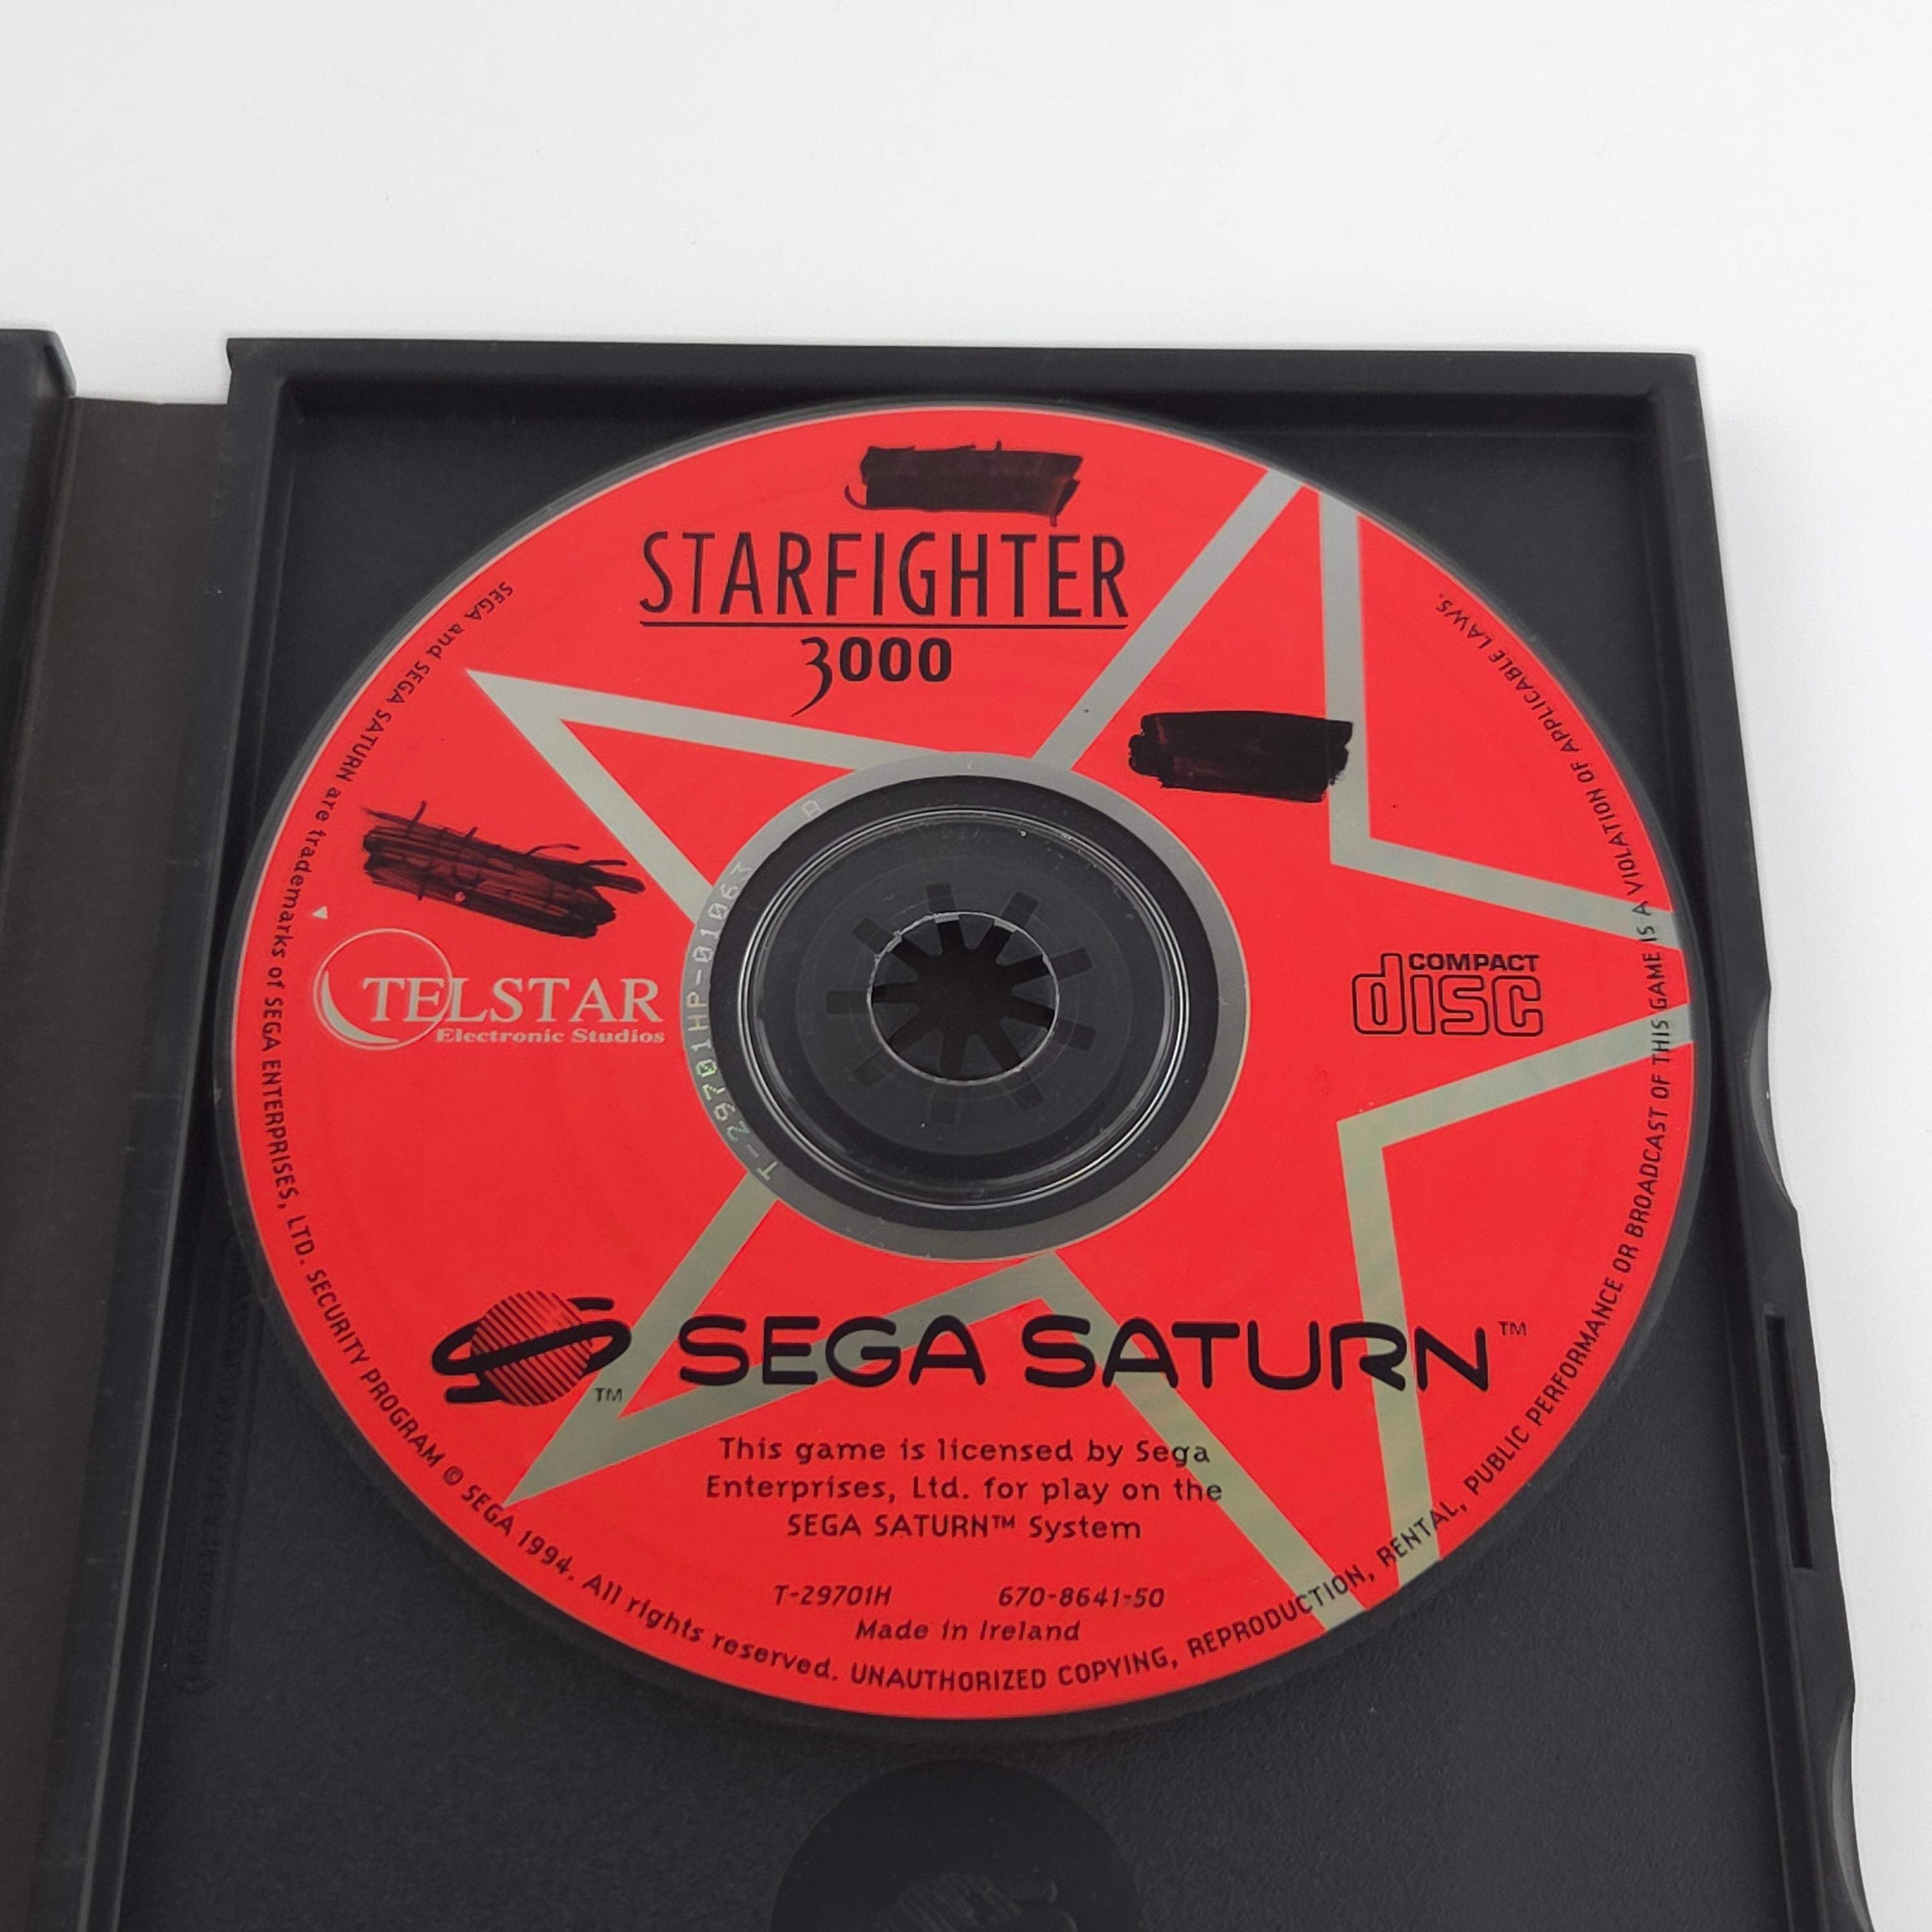 STARFIGHTER
3000
TELSTAR
Electronic Studios
COMPACT
disc
T-29701HP-01063
SEGA SATURN™
TM
This game is licensed by Sega
Enterprises, Ltd. for play on the
SEGA SATURN™ System
T-29701H 670-8641-50
Made in Ireland
SEGA and SEGA SATURN are trademarks of SEGA ENTERPRISES, LTD. SECURITY PROGRAM © SEGA 1994. All rights reserved. UNAUTHORIZED COPYING, REPRODUCTION, RENTAL, PUBLIC PERFORMANCE OR BROADCAST OF THIS GAME IS A VIOLATION OF APPLICABLE LAWS.